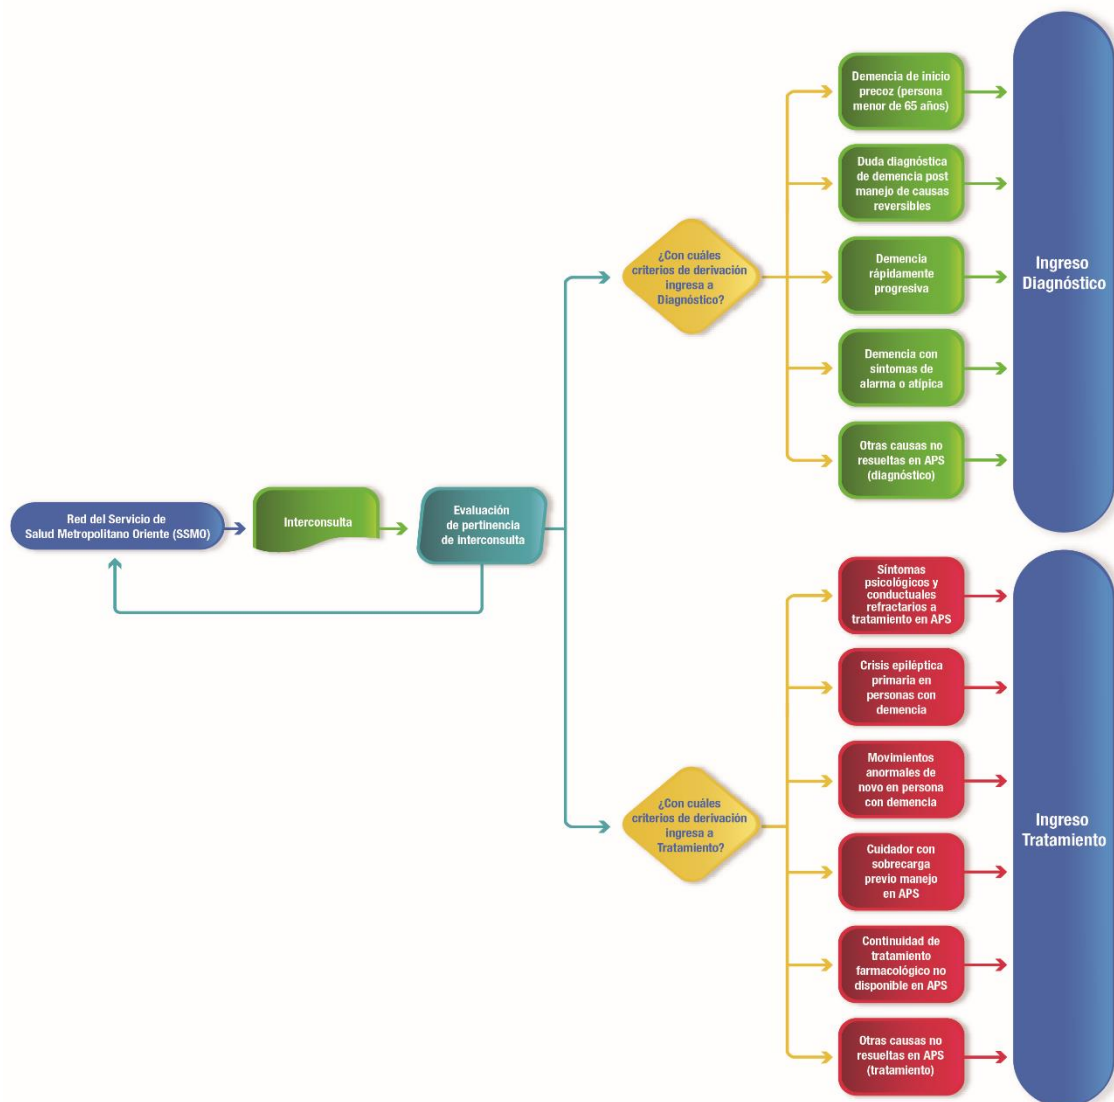 Red del Servicio de
Salud Metropolitano Oriente (SSMO)
Interconsulta
Evaluación
de pertinencia
de interconsulta
¿Con cuáles
criterios de derivación
ingresa a
Diagnóstico?
Demencia de inicio
precoz (persona
menor de 65 años)
Duda diagnóstica
de demencia post
manejo de causas
reversibles
Demencia
rápidamente
progresiva
Demencia con
síntomas de
alarma o atípica
Otras causas no
resueltas en APS
(diagnóstico)
Ingreso
Diagnóstico
¿Con cuáles
criterios de derivación
ingresa a
Tratamiento?
Síntomas
psicológicos y
conductuales
refractarios a
tratamiento en APS
Crisis epiléptica
primaria en
personas con
demencia
Movimientos
anormales de
novo en persona
con demencia
Cuidador con
sobrecarga
previo manejo
en APS
Continuidad de
tratamiento
farmacológico no
disponible en APS
Otras causas no
resueltas en APS
(tratamiento)
Ingreso
Tratamiento